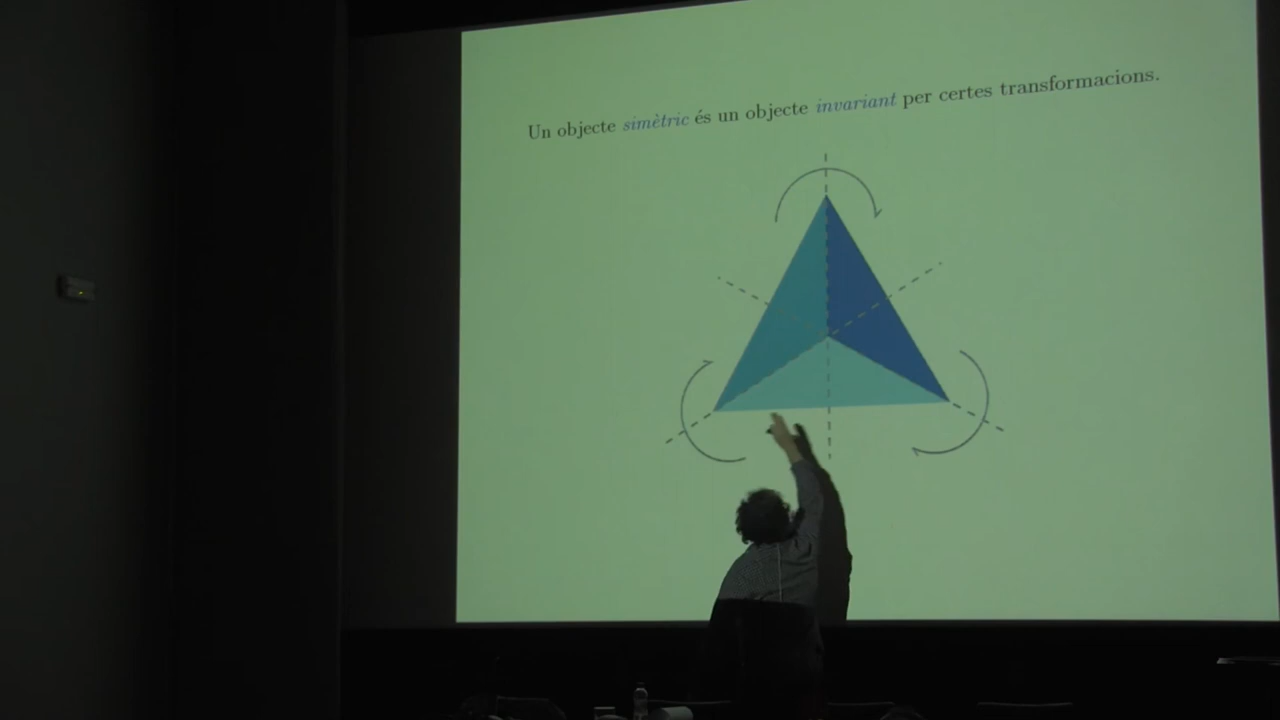 Un objecte simètric és un objecte invariant per certes transformacions.